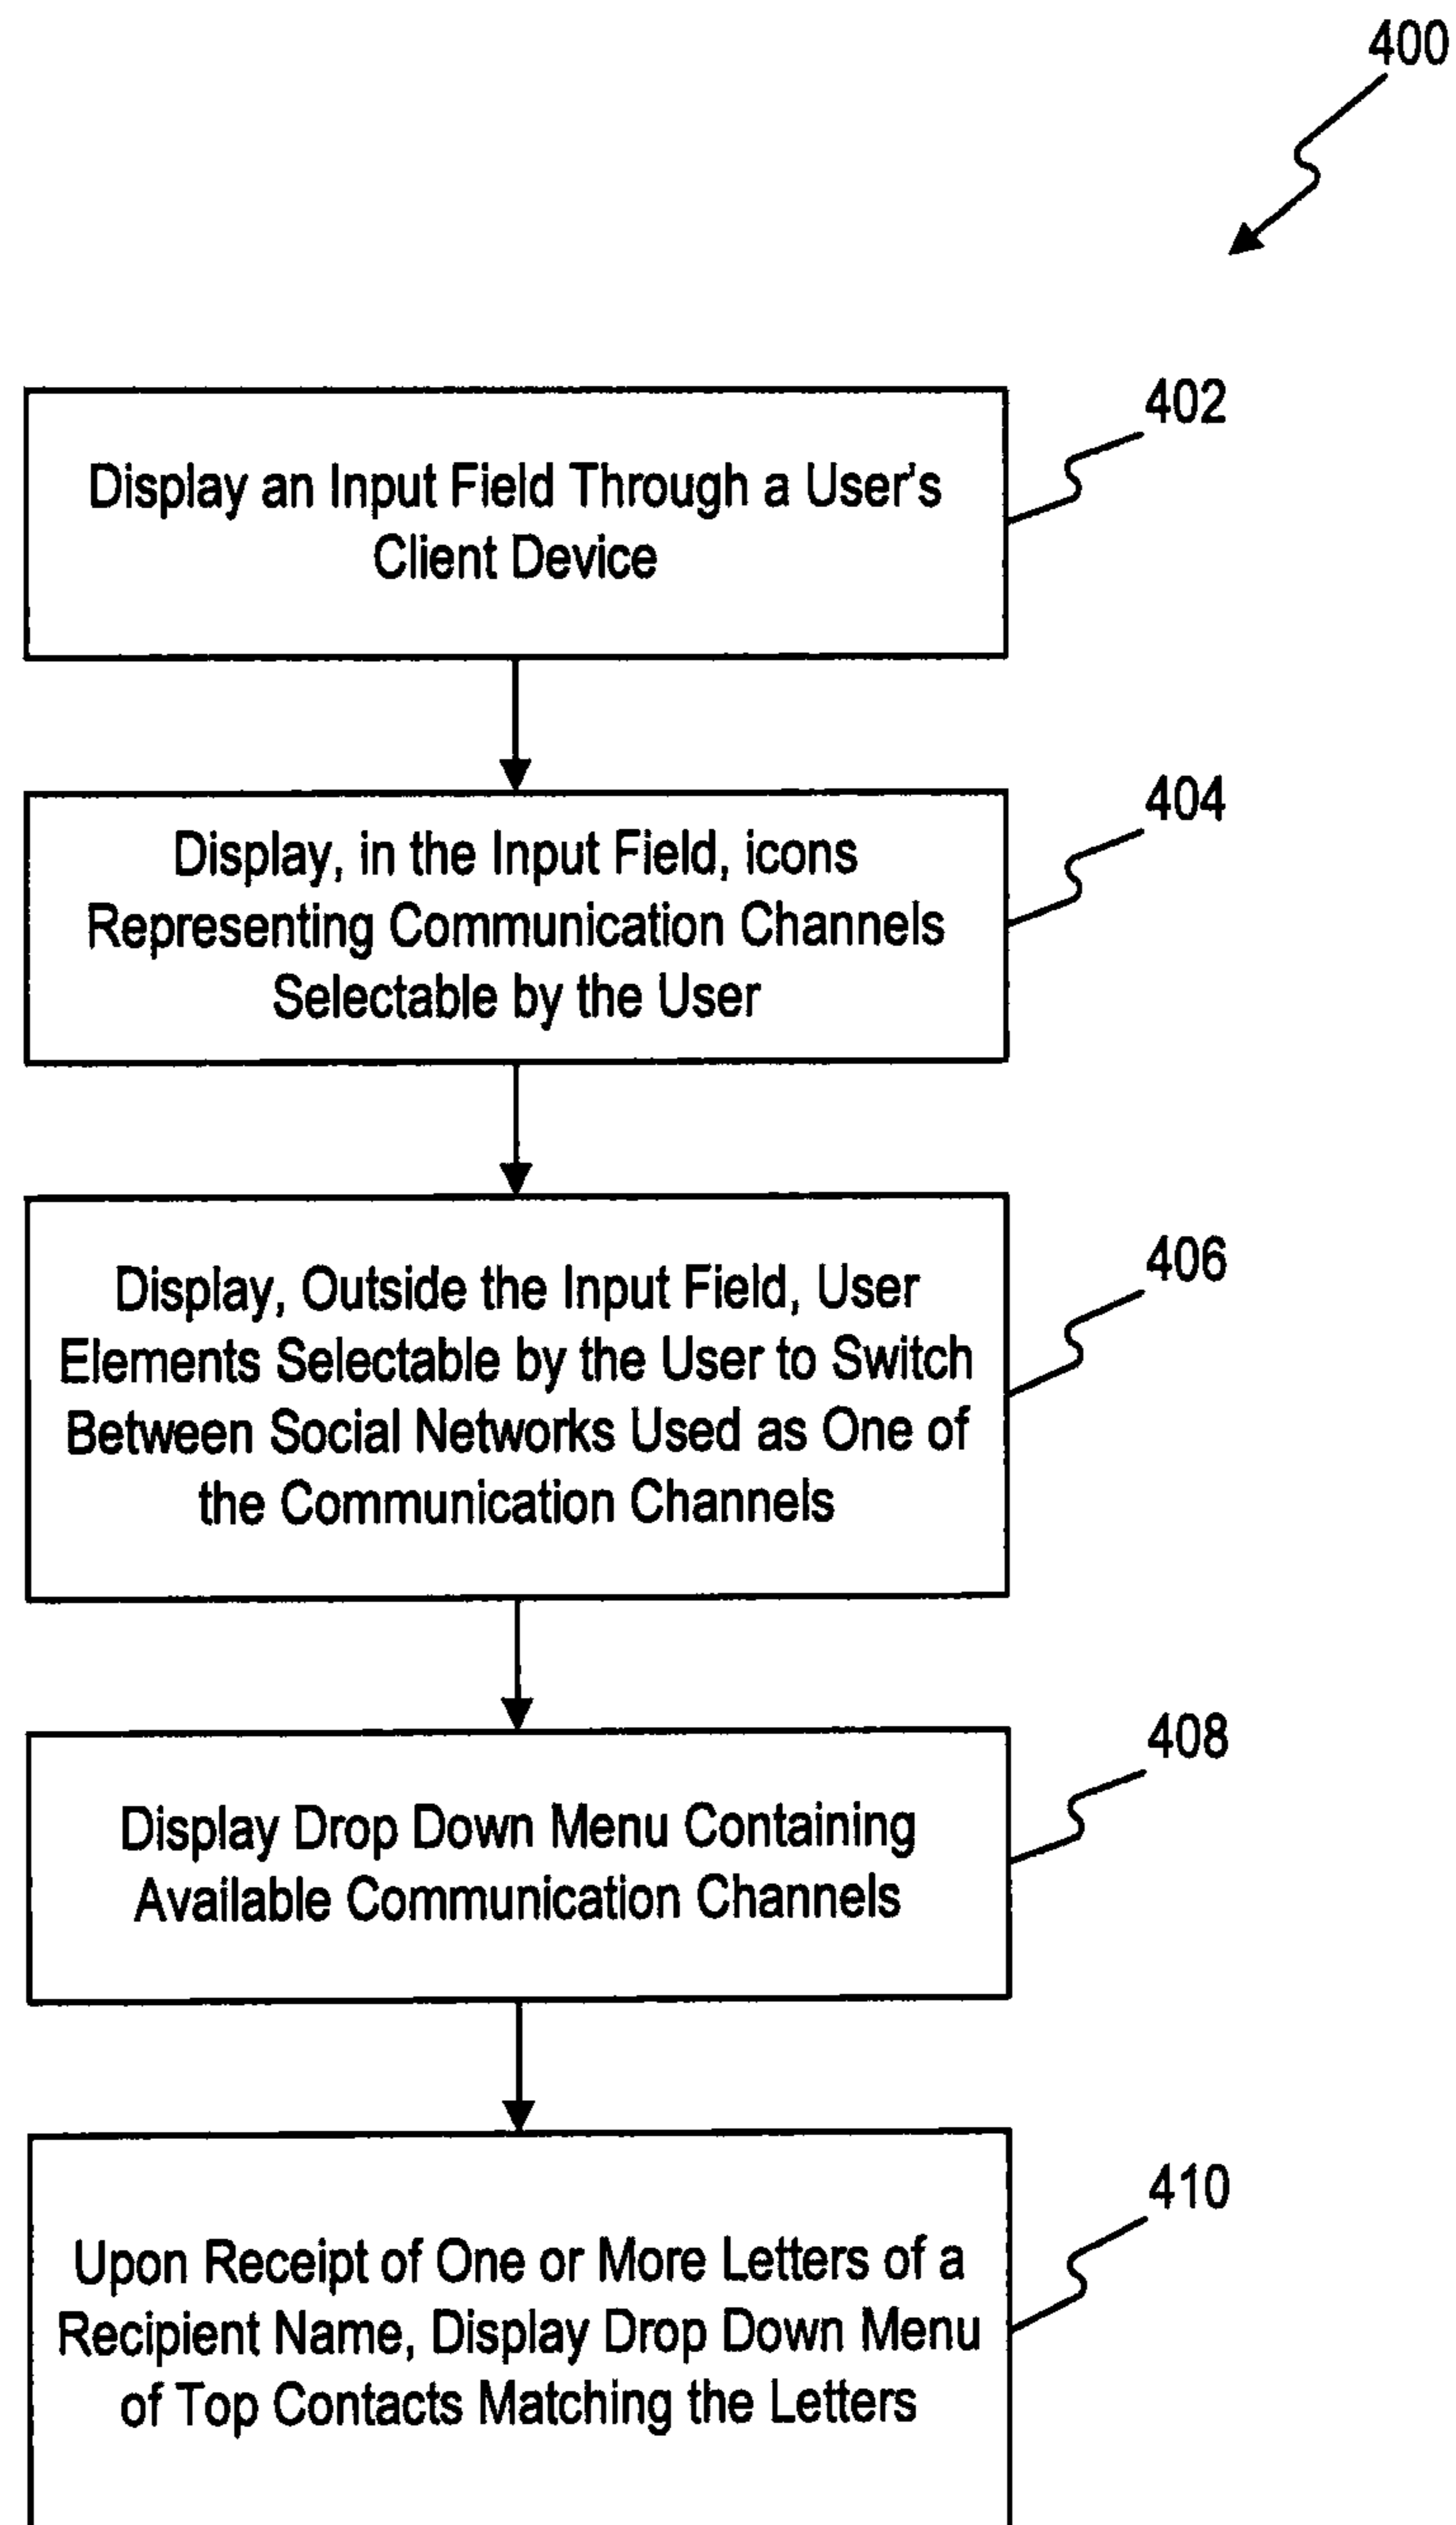 400
402
Display an Input Field Through a User's
Client Device
404
Display, in the Input Field, icons
Representing Communication Channels
Selectable by the User
406
Display, Outside the Input Field, User
Elements Selectable by the User to Switch
Between Social Networks Used as One of
the Communication Channels
408
Display Drop Down Menu Containing
Available Communication Channels
410
Upon Receipt of One or More Letters of a
Recipient Name, Display Drop Down Menu
of Top Contacts Matching the Letters